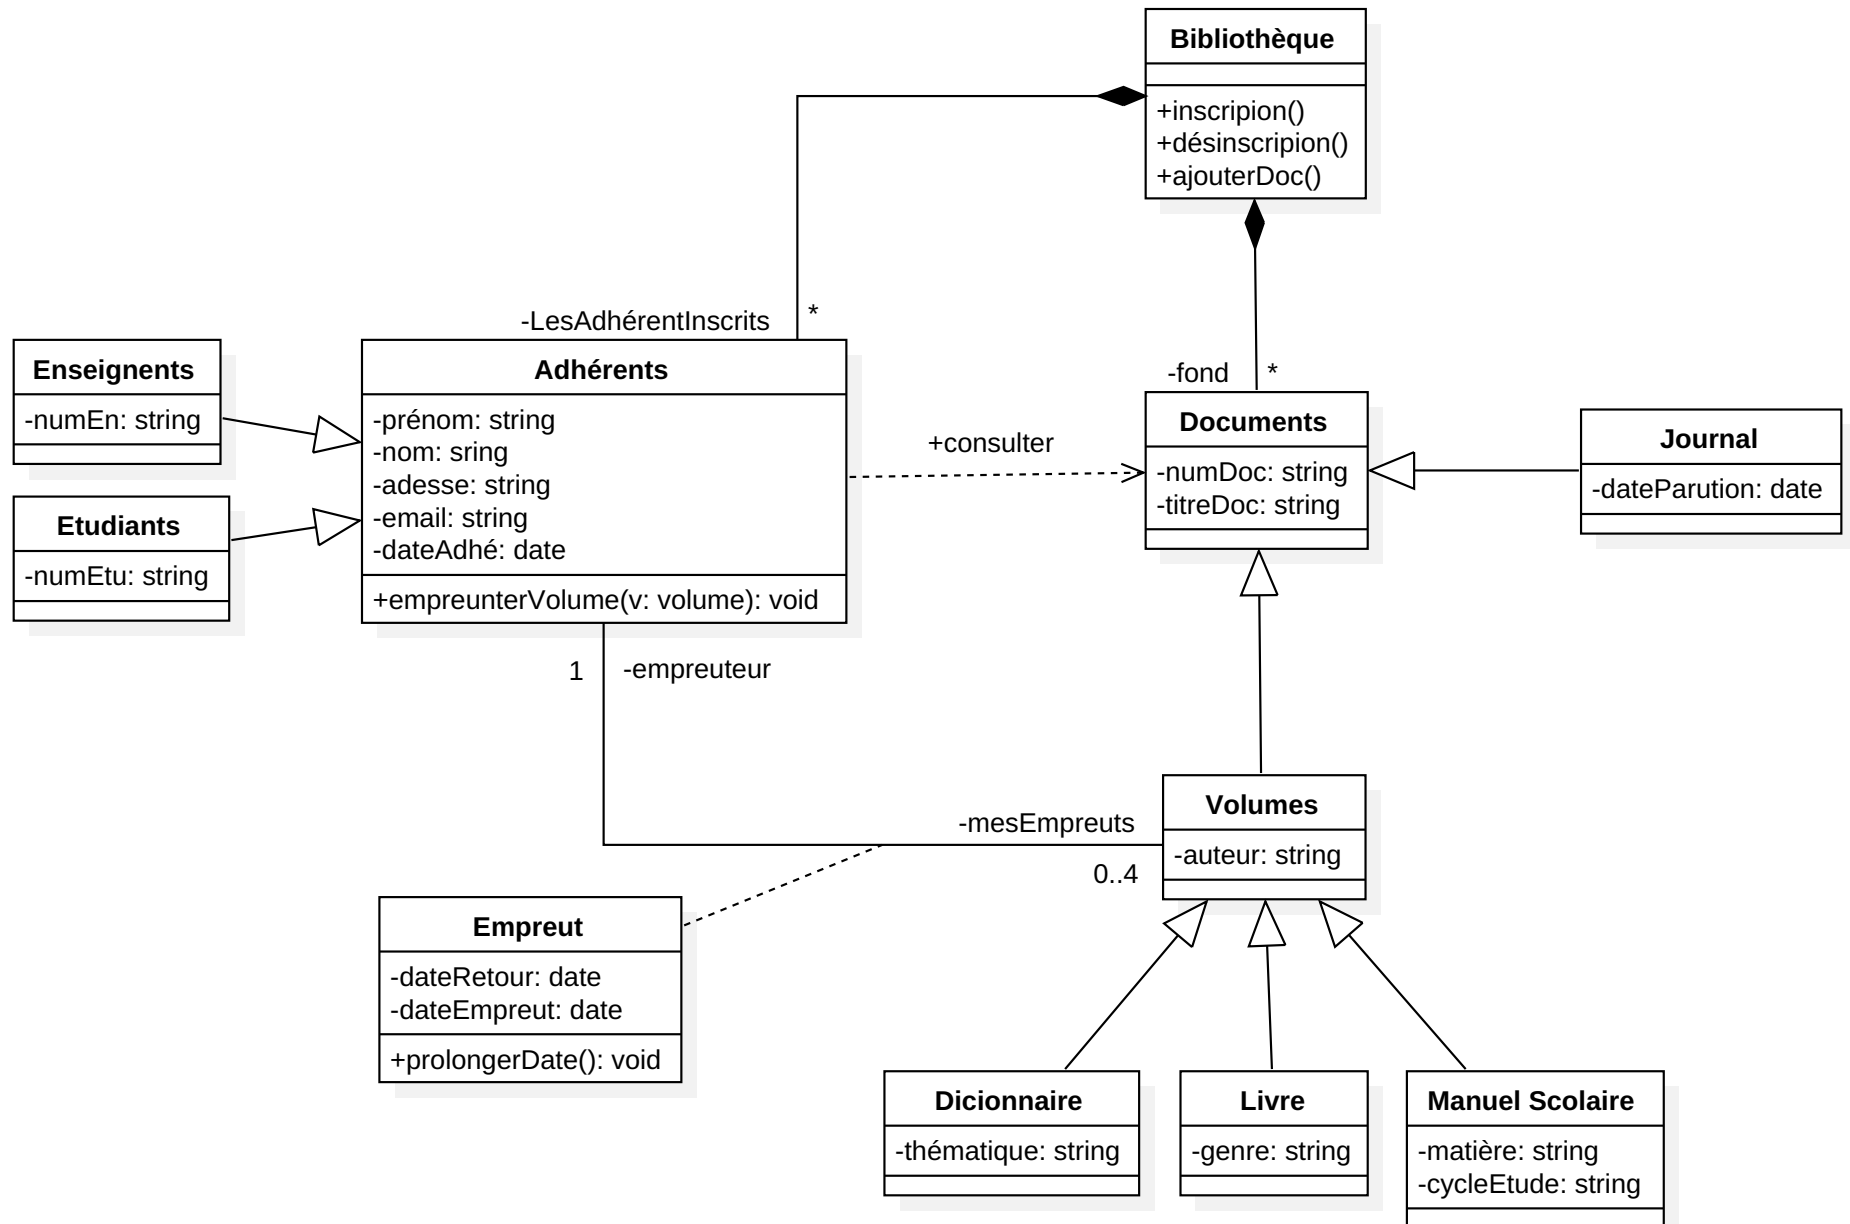 Bibliothèque
+inscripion()
+désinscripion()
+ajouterDoc()
-LesAdhérentInscrits
*
-fond
*
Enseignents
-numEn: string
Etudiants
-numEtu: string
Adhérents
-prénom: string
-nom: sring
-adesse: string
-email: string
-dateAdhé: date
+empreunterVolume(v: volume): void
+consulter
Documents
-numDoc: string
-titreDoc: string
Journal
-dateParution: date
1
-empreuteur
-mesEmpreuts
0..4
Volumes
-auteur: string
Empreut
-dateRetour: date
-dateEmpreut: date
+prolongerDate(): void
Dicionnaire
-thématique: string
Livre
-genre: string
Manuel Scolaire
-matière: string
-cycleEtude: string